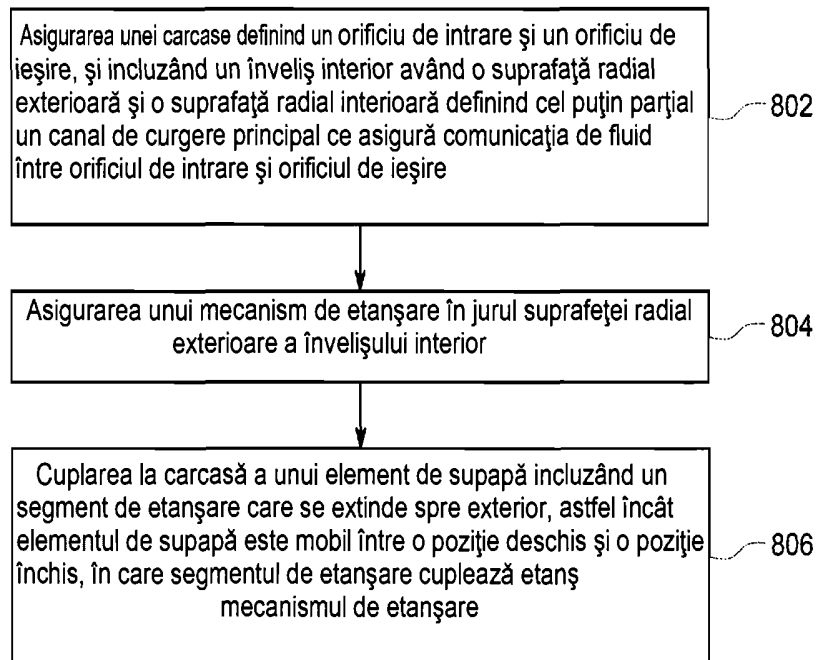 Asigurarea unei carcase definind un orificiu de intrare şi un orificiu de
ieşire, şi incluzând un înveliş interior având o suprafaţă radial
exterioară şi o suprafaţă radial interioară definind cel puţin parţial
un canal de curgere principal ce asigură comunicaţia de fluid
între orificiul de intrare şi orificiul de ieşire
802
Asigurarea unui mecanism de etanşare în jurul suprafeţei radial
exterioare a învelişului interior
804
Cuplarea la carcasă a unui element de supapă incluzând un
segment de etanşare care se extinde spre exterior, astfel încât
elementul de supapă este mobil între o poziţie deschis şi o poziţie
închis, în care segmentul de etanşare cuplează etanş
mecanismul de etanşare
806